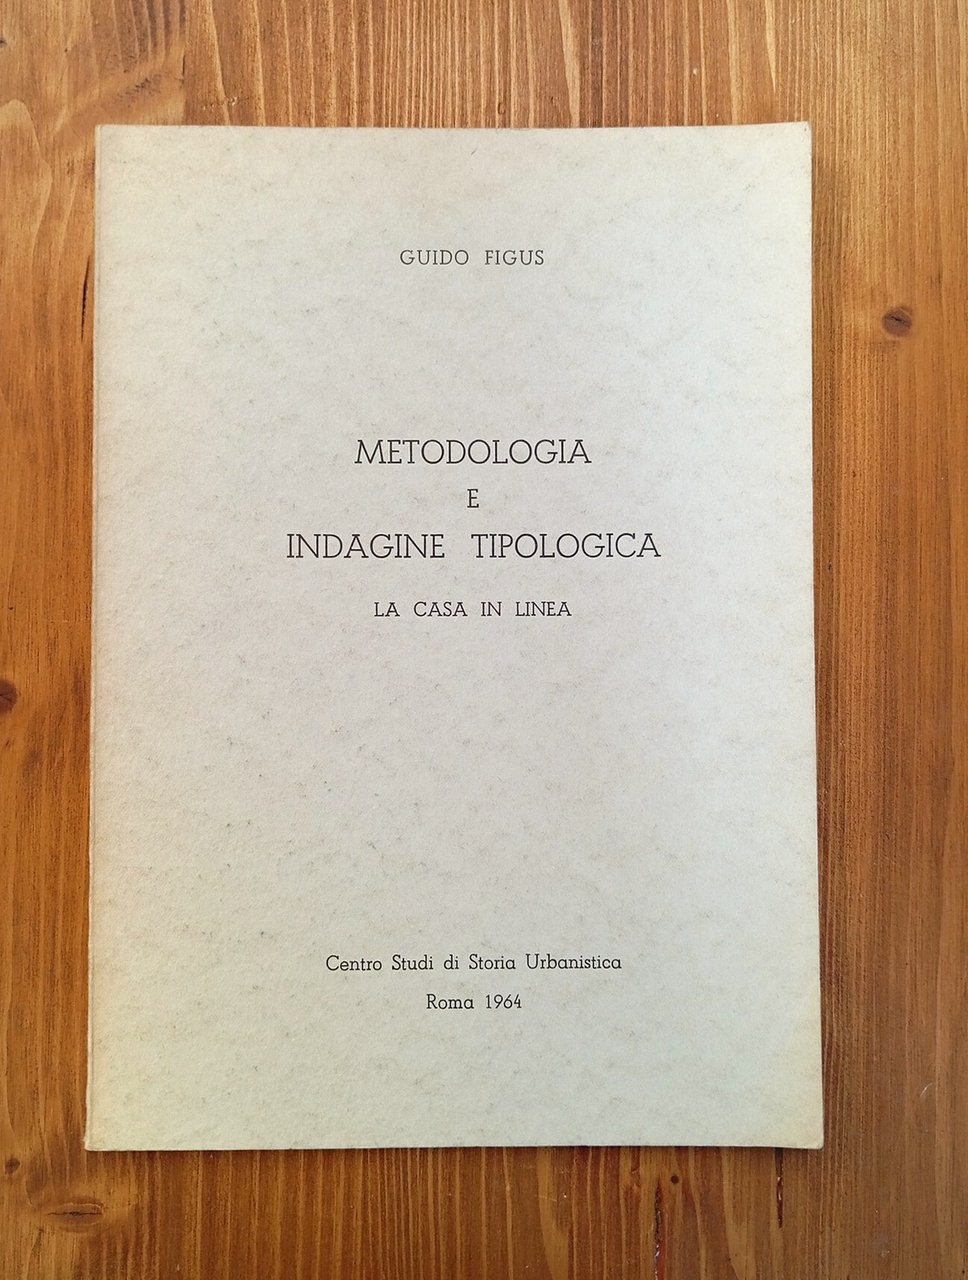 GUIDO FIGUS
METODOLOGIA
E
INDAGINE TIPOLOGICA
LA CASA IN LINEA
Centro Studi di Storia Urbanistica
Roma 1964